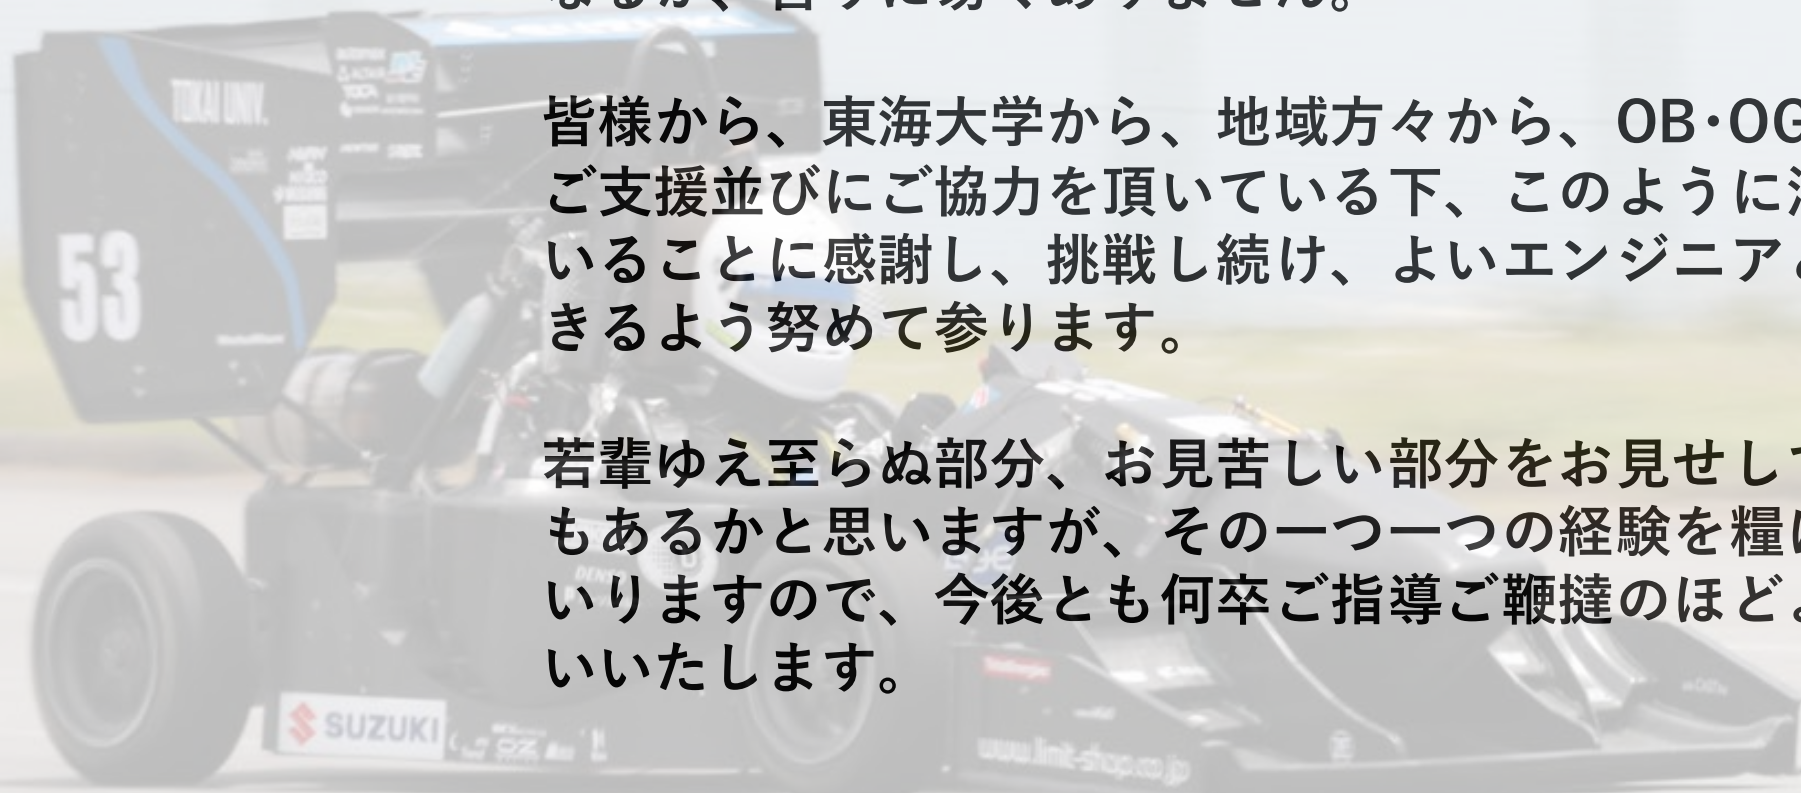 皆様から、東海大学から、地域方々から、OB･OG
ご支援並びにご協力を頂いている下、このように
いることに感謝し、挑戦し続け、よいエンジニア
きるよう努めて参ります。
若輩ゆえ至らぬ部分、お見苦しい部分をお見せし
もあるかと思いますが、その一つ一つの経験を糧
いりますので、今後とも何卒ご指導ご鞭撻のほど
いいたします。
TOKAI UNIV.
53
DENSO
SUZUKI
www.limit-shop.co.jp